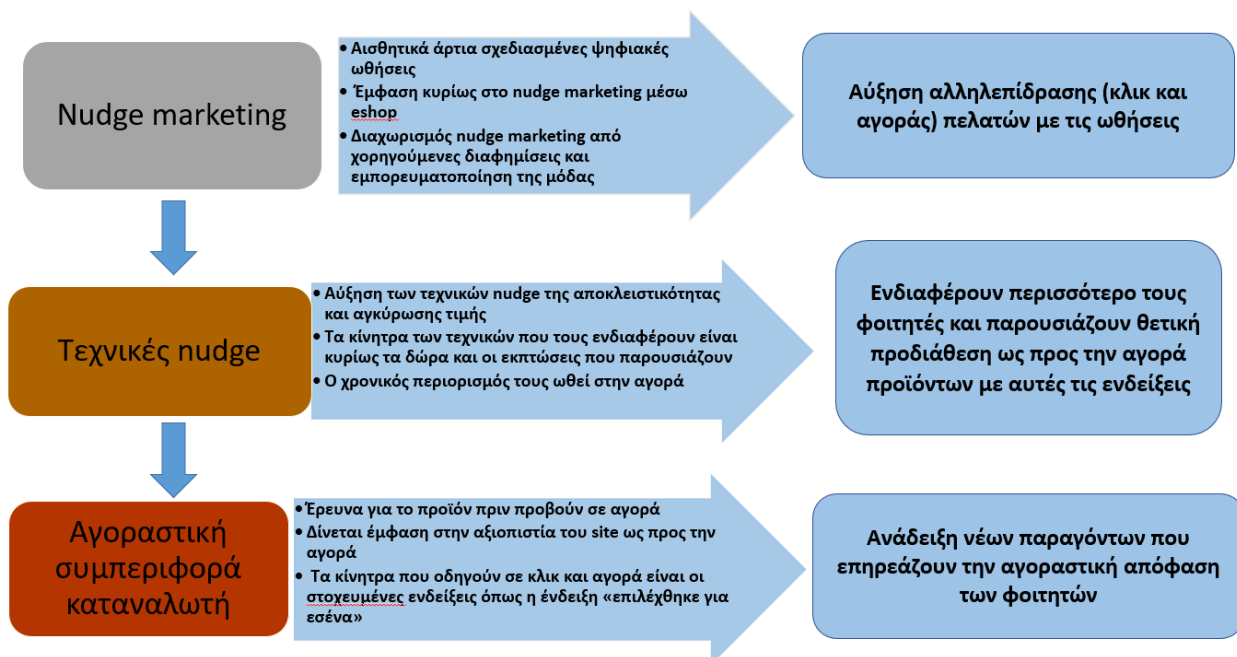 Nudge marketing
• Αισθητικά άρτια σχεδιασμένες ψηφιακές
ωθήσεις
• Έμφαση κυρίως στο nudge marketing μέσω
eshop
• Διαχωρισμός nudge marketing από
χορηγούμενες διαφημίσεις και
εμπορευματοποίηση της μόδας
Αύξηση αλληλεπίδρασης (κλικ και
αγοράς) πελατών με τις ωθήσεις
Τεχνικές nudge
• Αύξηση των τεχνικών nudge της αποκλειστικότητας
και αγκύρωσης τιμής
• Τα κίνητρα των τεχνικών που τους ενδιαφέρουν είναι
κυρίως τα δώρα και οι εκπτώσεις που παρουσιάζουν
• Ο χρονικός περιορισμός τους ωθεί στην αγορά
Ενδιαφέρουν περισσότερο τους
φοιτητές και παρουσιάζουν θετική
προδιάθεση ως προς την αγορά
προϊόντων με αυτές τις ενδείξεις
Αγοραστική
συμπεριφορά
καταναλωτή
• Έρευνα για το προϊόν πριν προβούν σε αγορά
• Δίνεται έμφαση στην αξιοπιστία του site ως προς την
αγορά
• Τα κίνητρα που οδηγούν σε κλικ και αγορά είναι οι
στοχευμένες ενδείξεις όπως η ένδειξη «επιλέχθηκε για
εσένα»
Ανάδειξη νέων παραγόντων που
επηρεάζουν την αγοραστική απόφαση
των φοιτητών